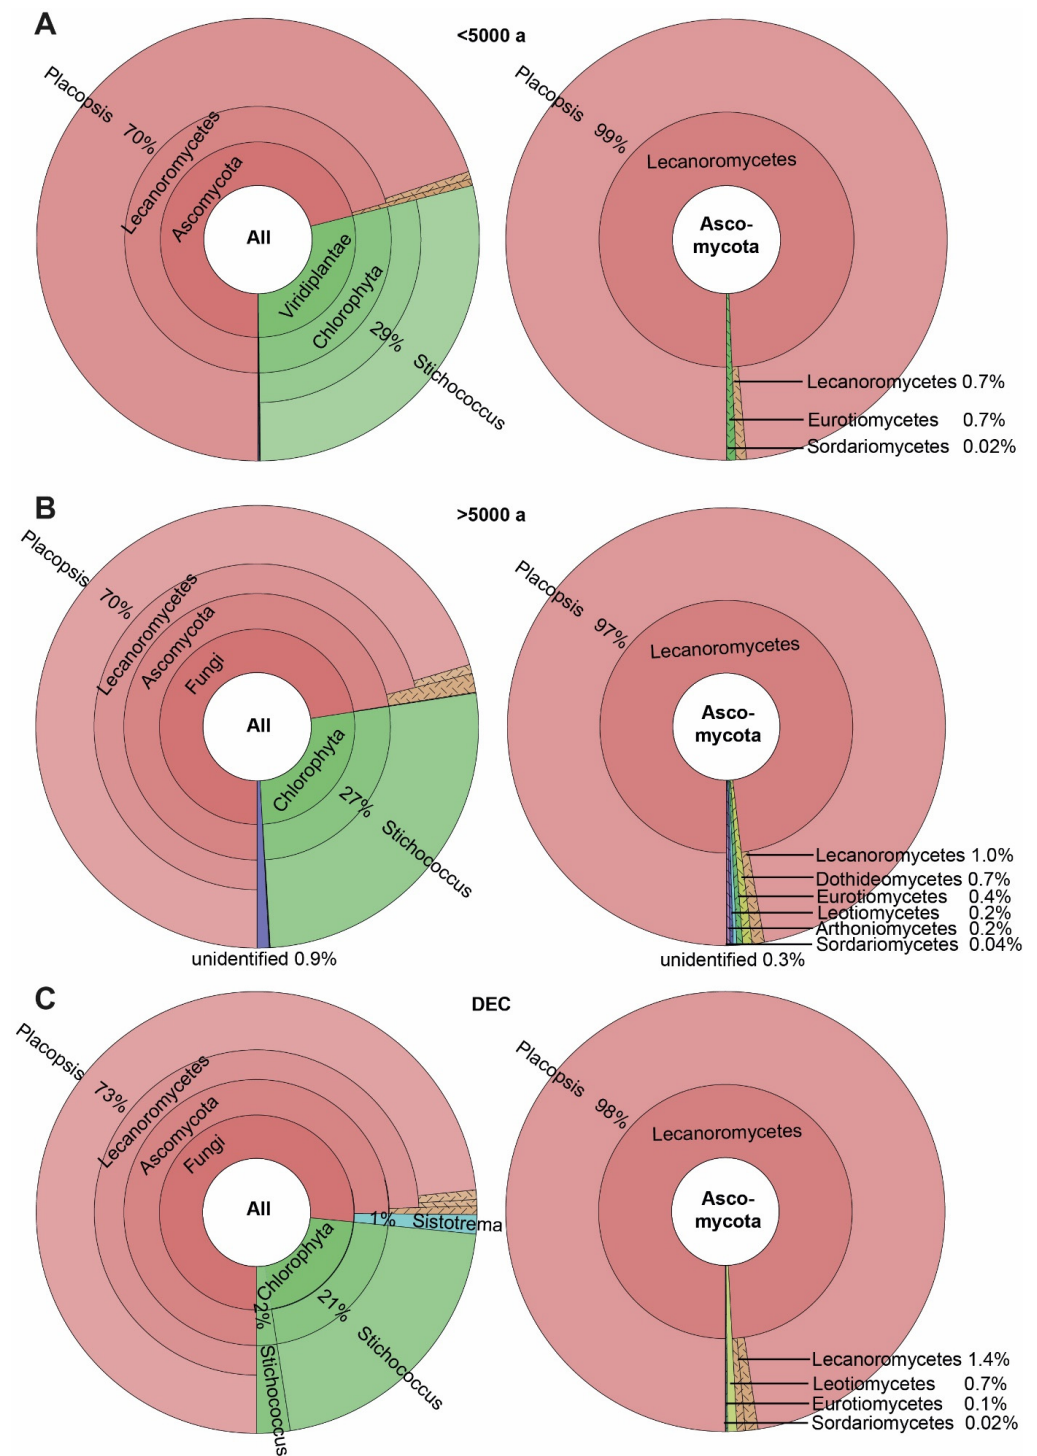 A
<5000 a
Placopsis 70%
Lecanoromycetes
Ascomycota
All
Viridiplantae
Chlorophyta
29% Stichococcus
Placopsis 99%
Lecanoromycetes
Asco-
mycota
Lecanoromycetes 0.7%
Eurotiomycetes 0.7%
Sordariomycetes 0.02%
B
>5000 a
Placopsis 70%
Lecanoromycetes
Ascomycota
Fungi
All
Chlorophyta
27% Stichococcus
unidentified 0.9%
Placopsis 97%
Lecanoromycetes
Asco-
mycota
Lecanoromycetes 1.0%
Dothideomycetes 0.7%
Eurotiomycetes 0.4%
Leotiomycetes 0.2%
Arthoniomycetes 0.2%
Sordariomycetes 0.04%
unidentified 0.3%
C
DEC
Placopsis 73%
Lecanoromycetes
Ascomycota
Fungi
All
1% Sistotrema
Chlorophyta
21% Stichococcus
2% Stichococcus
Placopsis 98%
Lecanoromycetes
Asco-
mycota
Lecanoromycetes 1.4%
Leotiomycetes 0.7%
Eurotiomycetes 0.1%
Sordariomycetes 0.02%